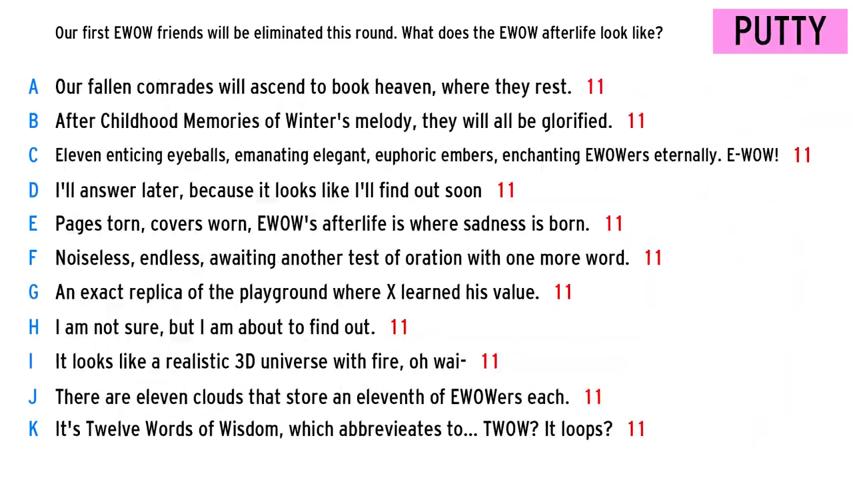 Our first EWOW friends will be eliminated this round. What does the EWOW afterlife look like?
PUTTY
A Our fallen comrades will ascend to book heaven, where they rest. 11
B After Childhood Memories of Winter's melody, they will all be glorified. 11
C Eleven enticing eyeballs, emanating elegant, euphoric embers, enchanting EWOWers eternally. E-WOW! 11
D I'll answer later, because it looks like I'll find out soon 11
E Pages torn, covers worn, EWOW's afterlife is where sadness is born. 11
F Noiseless, endless, awaiting another test of oration with one more word. 11
G An exact replica of the playground where X learned his value. 11
H I am not sure, but I am about to find out. 11
I It looks like a realistic 3D universe with fire, oh wai- 11
J There are eleven clouds that store an eleventh of EWOWers each. 11
K It's Twelve Words of Wisdom, which abbrevieates to... TWOW? It loops? 11